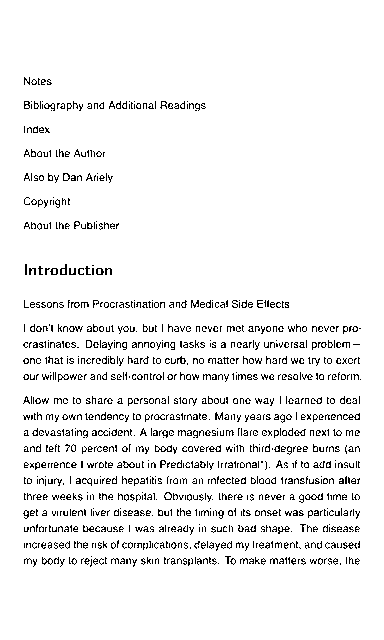 Notes
Bibliography and Additional Readings
Index
About the Author
Also by Dan Ariely
Copyright
About the Publisher
Introduction
Lessons from Procrastination and Medical Side Effects
I don't know about you, but I have never met anyone who never pro-
crastinates. Delaying annoying tasks is a nearly universal problem—
one that is incredibly hard to curb, no matter how hard we try to exert
our willpower and self-control or how many times we resolve to reform.
Allow me to share a personal story about one way I learned to deal
with my own tendency to procrastinate. Many years ago I experienced
a devastating accident. A large magnesium flare exploded next to me
and left 70 percent of my body covered with third-degree burns (an
experience I wrote about in Predictably Irrational*). As if to add insult
to injury, I acquired hepatitis from an infected blood transfusion after
three weeks in the hospital. Obviously, there is never a good time to
get a virulent liver disease, but the timing of its onset was particularly
unfortunate because I was already in such bad shape. The disease
increased the risk of complications, delayed my treatment, and caused
my body to reject many skin transplants. To make matters worse, the